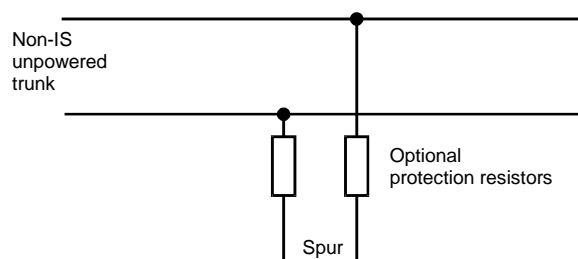 Non-IS
unpowered
trunk
Optional
protection resistors
Spur